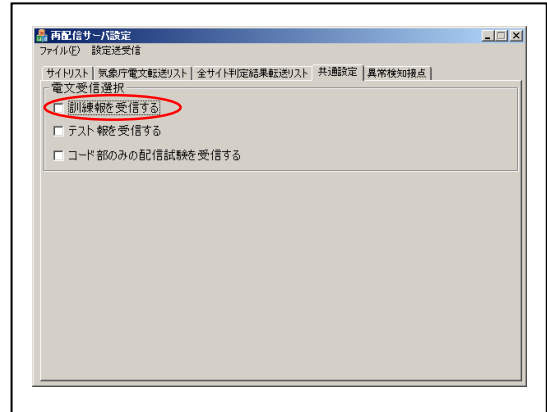 再配信サーバ設定
ファイル(F) 設定送受信
サイトリスト 気象庁電文転送リスト 全サイト判定結果転送リスト 共通設定 異常検知接点
電文受信選択
訓練報を受信する
テスト報を受信する
コード部のみの配信試験を受信する